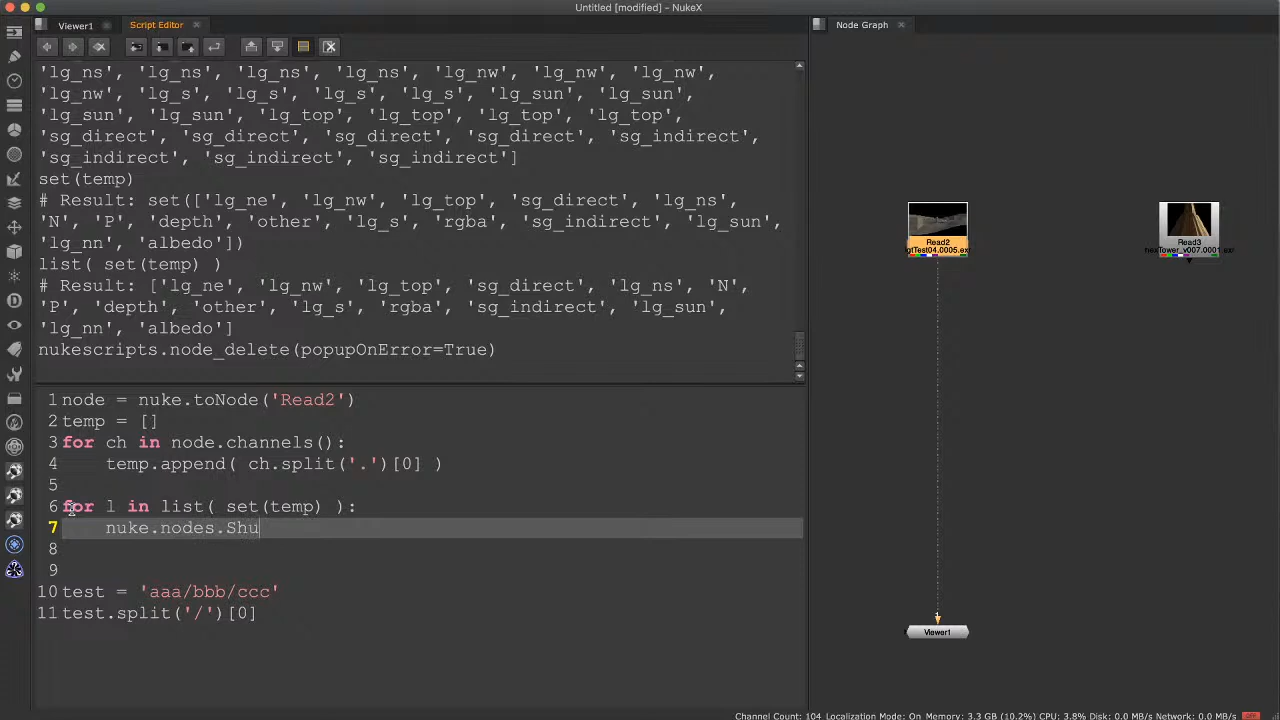 Untitled [modified] - NukeX
Viewer1
Script Editor
Node Graph
'lg_ns', 'lg_ns', 'lg_ns', 'lg_ns', 'lg_nw', 'lg_nw', 'lg_nw',
'lg_nw', 'lg_s', 'lg_s', 'lg_s', 'lg_s', 'lg_sun', 'lg_sun',
'lg_sun', 'lg_sun', 'lg_top', 'lg_top', 'lg_top', 'lg_top',
'sg_direct', 'sg_direct', 'sg_direct', 'sg_direct', 'sg_indirect',
'sg_indirect', 'sg_indirect', 'sg_indirect']
set(temp)
# Result: set(['lg_ne', 'lg_nw', 'lg_top', 'sg_direct', 'lg_ns',
'N', 'P', 'depth', 'other', 'lg_s', 'rgba', 'sg_indirect', 'lg_sun',
'lg_nn', 'albedo'])
list( set(temp) )
# Result: ['lg_ne', 'lg_nw', 'lg_top', 'sg_direct', 'lg_ns', 'N',
'P', 'depth', 'other', 'lg_s', 'rgba', 'sg_indirect', 'lg_sun',
'lg_nn', 'albedo']
nukescripts.node_delete(popupOnError=True)
1 node = nuke.toNode('Read2')
2 temp = []
3 for ch in node.channels():
4 temp.append( ch.split('.')[0] )
5
6 for l in list( set(temp) ):
7 nuke.nodes.Shu
8
9
10 test = 'aaa/bbb/ccc'
11 test.split('/')[0]
Read2
gtTest04.0005.exr
Read3
hexTower_v007.0001.exr
1
Viewer1
Channel Count: 104 Localization Mode: On Memory: 3.3 GB (10.2%) CPU: 3.8% Disk: 0.0 MB/s Network: 0.0 MB/s